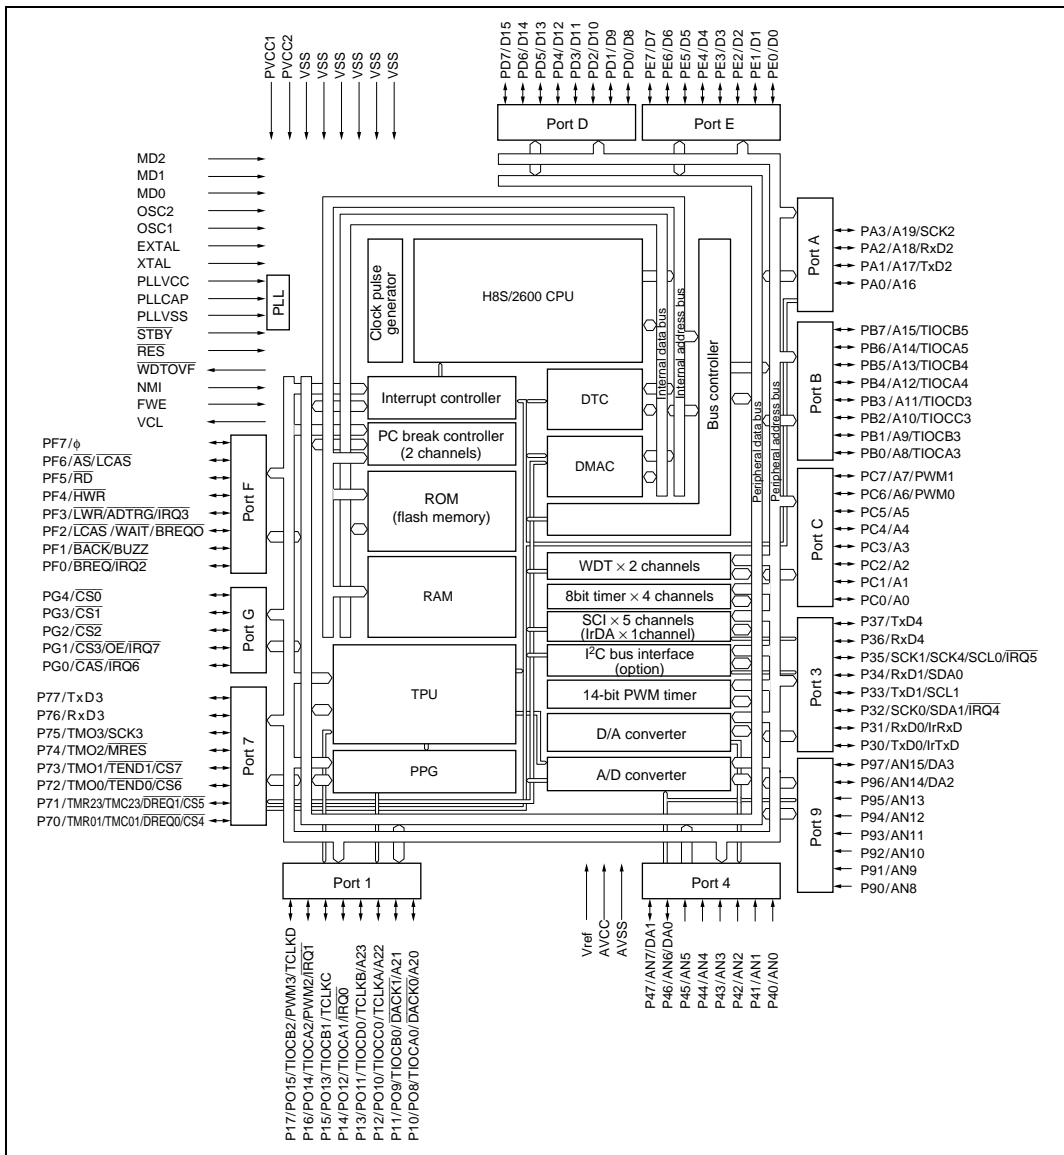 PVCC1
PVCC2
VSS
VSS
VSS
VSS
VSS
VSS
PD7/D15
PD6/D14
PD5/D13
PD4/D12
PD3/D11
PD2/D10
PD1/D9
PD0/D8
PE7/D7
PE6/D6
PE5/D5
PE4/D4
PE3/D3
PE2/D2
PE1/D1
PE0/D0
Port D
Port E
MD2
MD1
MD0
OSC2
OSC1
EXTAL
XTAL
PLLVCC
PLLCAP
PLLVSS
STBY
RES
WDTOVF
NMI
FWE
VCL
PLL
Clock pulse
generator
H8S/2600 CPU
Interrupt controller
PC break controller
(2 channels)
ROM
(flash memory)
RAM
TPU
PPG
DTC
DMAC
Internal data bus
Internal address bus
Bus controller
Peripheral data bus
Peripheral address bus
WDT × 2 channels
8bit timer × 4 channels
SCI × 5 channels
(IrDA × 1channel)
I2C bus interface
(option)
14-bit PWM timer
D/A converter
A/D converter
Port A
PA3/A19/SCK2
PA2/A18/RxD2
PA1/A17/TxD2
PA0/A16
Port B
PB7/A15/TIOCB5
PB6/A14/TIOCA5
PB5/A13/TIOCB4
PB4/A12/TIOCA4
PB3/A11/TIOCD3
PB2/A10/TIOCC3
PB1/A9/TIOCB3
PB0/A8/TIOCA3
Port C
PC7/A7/PWM1
PC6/A6/PWM0
PC5/A5
PC4/A4
PC3/A3
PC2/A2
PC1/A1
PC0/A0
Port 3
P37/TxD4
P36/RxD4
P35/SCK1/SCK4/SCL0/IRQ5
P34/RxD1/SDA0
P33/TxD1/SCL1
P32/SCK0/SDA1/IRQ4
P31/RxD0/IrRxD
P30/TxD0/IrTxD
Port 9
P97/AN15/DA3
P96/AN14/DA2
P95/AN13
P94/AN12
P93/AN11
P92/AN10
P91/AN9
P90/AN8
PF7/φ
PF6/AS/LCAS
PF5/RD
PF4/HWR
PF3/LWR/ADTRG/IRQ3
PF2/LCAS/WAIT/BREQO
PF1/BACK/BUZZ
PF0/BREQ/IRQ2
Port F
PG4/CS0
PG3/CS1
PG2/CS2
PG1/CS3/OE/IRQ7
PG0/CAS/IRQ6
Port G
P77/TxD3
P76/RxD3
P75/TMO3/SCK3
P74/TMO2/MRES
P73/TMO1/TEND1/CS7
P72/TMO0/TEND0/CS6
P71/TMR23/TMC23/DREQ1/CS5
P70/TMR01/TMC01/DREQ0/CS4
Port 7
Port 1
P17/PO15/TIOCB2/PWM3/TCLKD
P16/PO14/TIOCA2/PWM2/IRQ1
P15/PO13/TIOCB1/TCLKC
P14/PO12/TIOCA1/IRQ0
P13/PO11/TIOCD0/TCLKB/A23
P12/PO10/TIOCC0/TCLKA/A22
P11/PO9/TIOCB0/DACK1/A21
P10/PO8/TIOCA0/DACK0/A20
Vref
AVCC
AVSS
Port 4
P47/AN7/DA1
P46/AN6/DA0
P45/AN5
P44/AN4
P43/AN3
P42/AN2
P41/AN1
P40/AN0